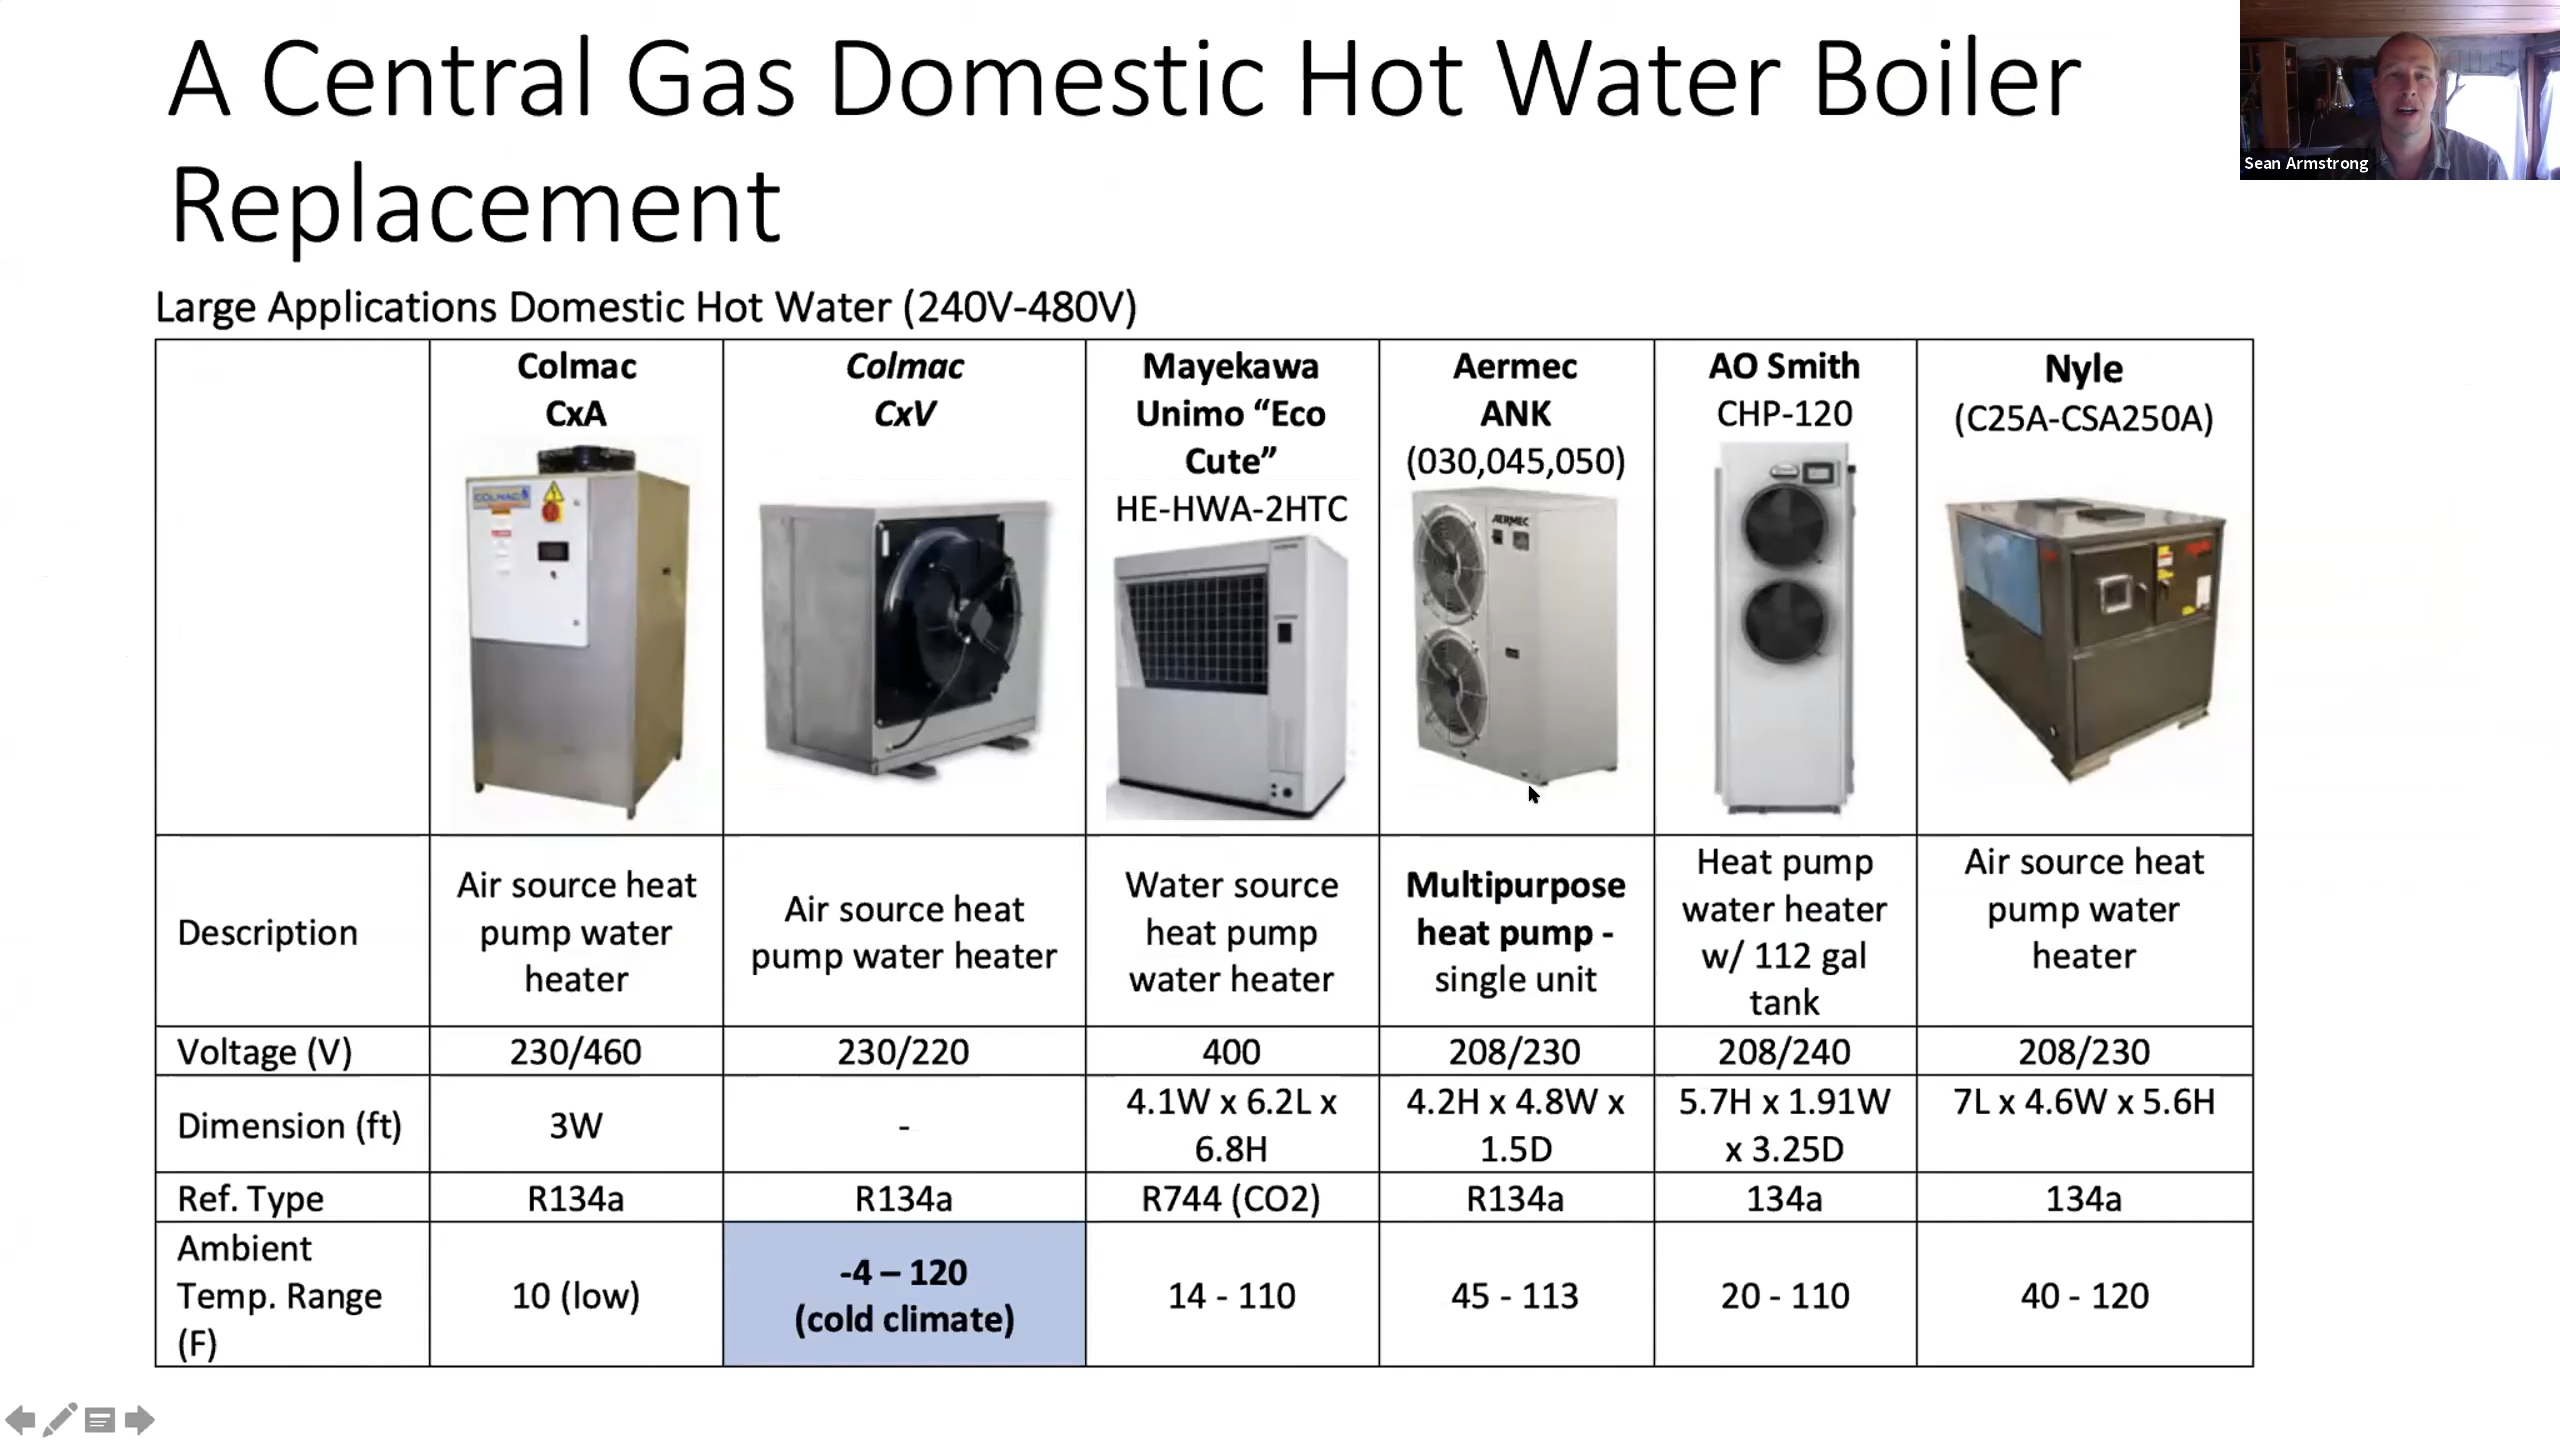 A Central Gas Domestic Hot Water Boiler
Replacement
Sean Armstrong
Large Applications Domestic Hot Water (240V-480V)
Colmac
CxA
Colmac
CxV
Mayekawa
Unimo “Eco
Cute”
HE-HWA-2HTC
Aermec
ANK
(030,045,050)
AO Smith
CHP-120
Nyle
(C25A-CSA250A)
COLMAC
AERMEC
Description
Air source heat
pump water
heater
Air source heat
pump water heater
Water source
heat pump
water heater
Multipurpose
heat pump -
single unit
Heat pump
water heater
w/ 112 gal
tank
Air source heat
pump water
heater
Voltage (V)
230/460
230/220
400
208/230
208/240
208/230
Dimension (ft)
3W
-
4.1W x 6.2L x
6.8H
4.2H x 4.8W x
1.5D
5.7H x 1.91W
x 3.25D
7L x 4.6W x 5.6H
Ref. Type
R134a
R134a
R744 (CO2)
R134a
134a
134a
Ambient
Temp. Range
(F)
10 (low)
-4 – 120
(cold climate)
14 - 110
45 - 113
20 - 110
40 - 120